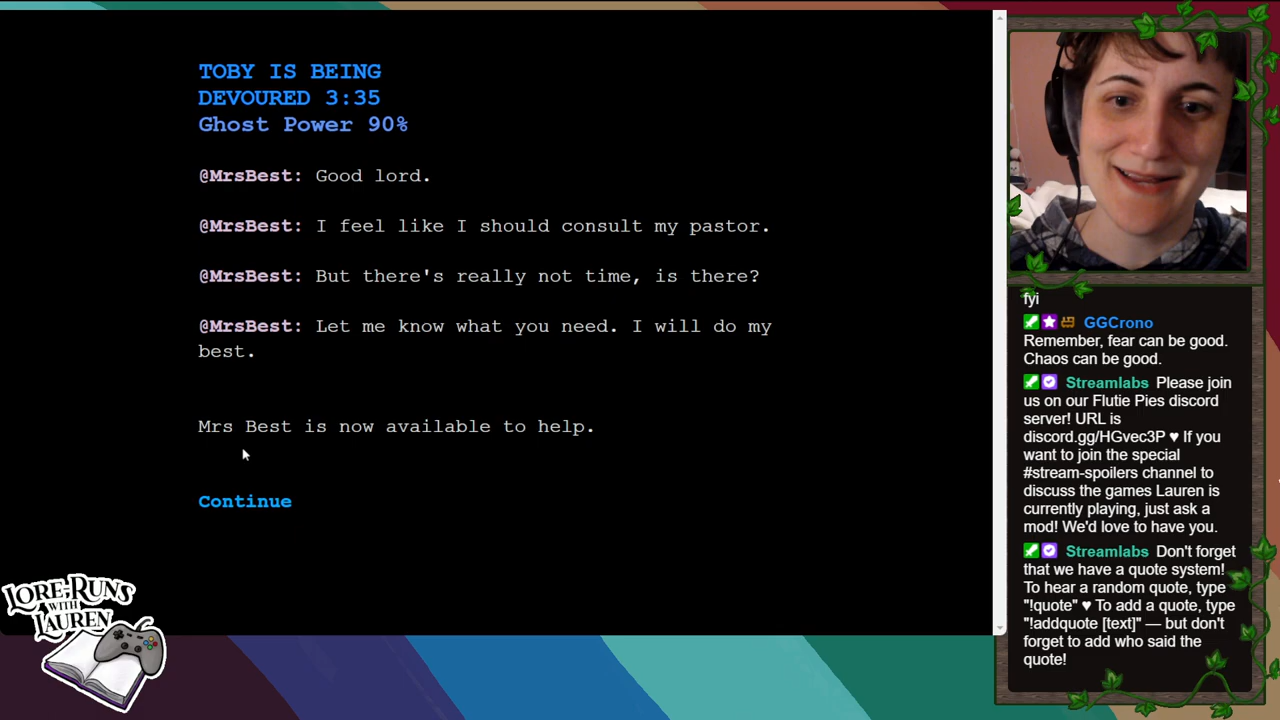 TOBY IS BEING
DEVOURED 3:35
Ghost Power 90%
@MrsBest: Good lord.
@MrsBest: I feel like I should consult my pastor.
@MrsBest: But there's really not time, is there?
@MrsBest: Let me know what you need. I will do my
best.
Mrs Best is now available to help.
Continue
LORE-RUNS
WITH
LAUREN
fyi
GGCrono
Remember, fear can be good.
Chaos can be good.
Streamlabs Please join
us on our Flutie Pies discord
server! URL is
discord.gg/HGvec3P ♥ If you
want to join the special
#stream-spoilers channel to
discuss the games Lauren is
currently playing, just ask a
mod! We'd love to have you.
Streamlabs Don't forget
that we have a quote system!
To hear a random quote, type
"!quote" ♥ To add a quote, type
"!addquote [text]" — but don't
forget to add who said the
quote!